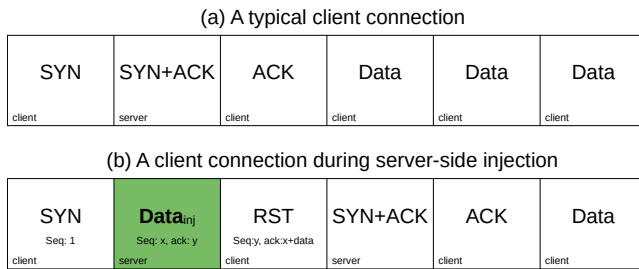 (a) A typical client connection
SYN SYN+ACK ACK Data Data Data
client server client client client client
(b) A client connection during server-side injection
SYN Datainj RST SYN+ACK ACK Data
Seq: 1 Seq: x, ack: y Seq:y, ack:x+data
client server client server client client